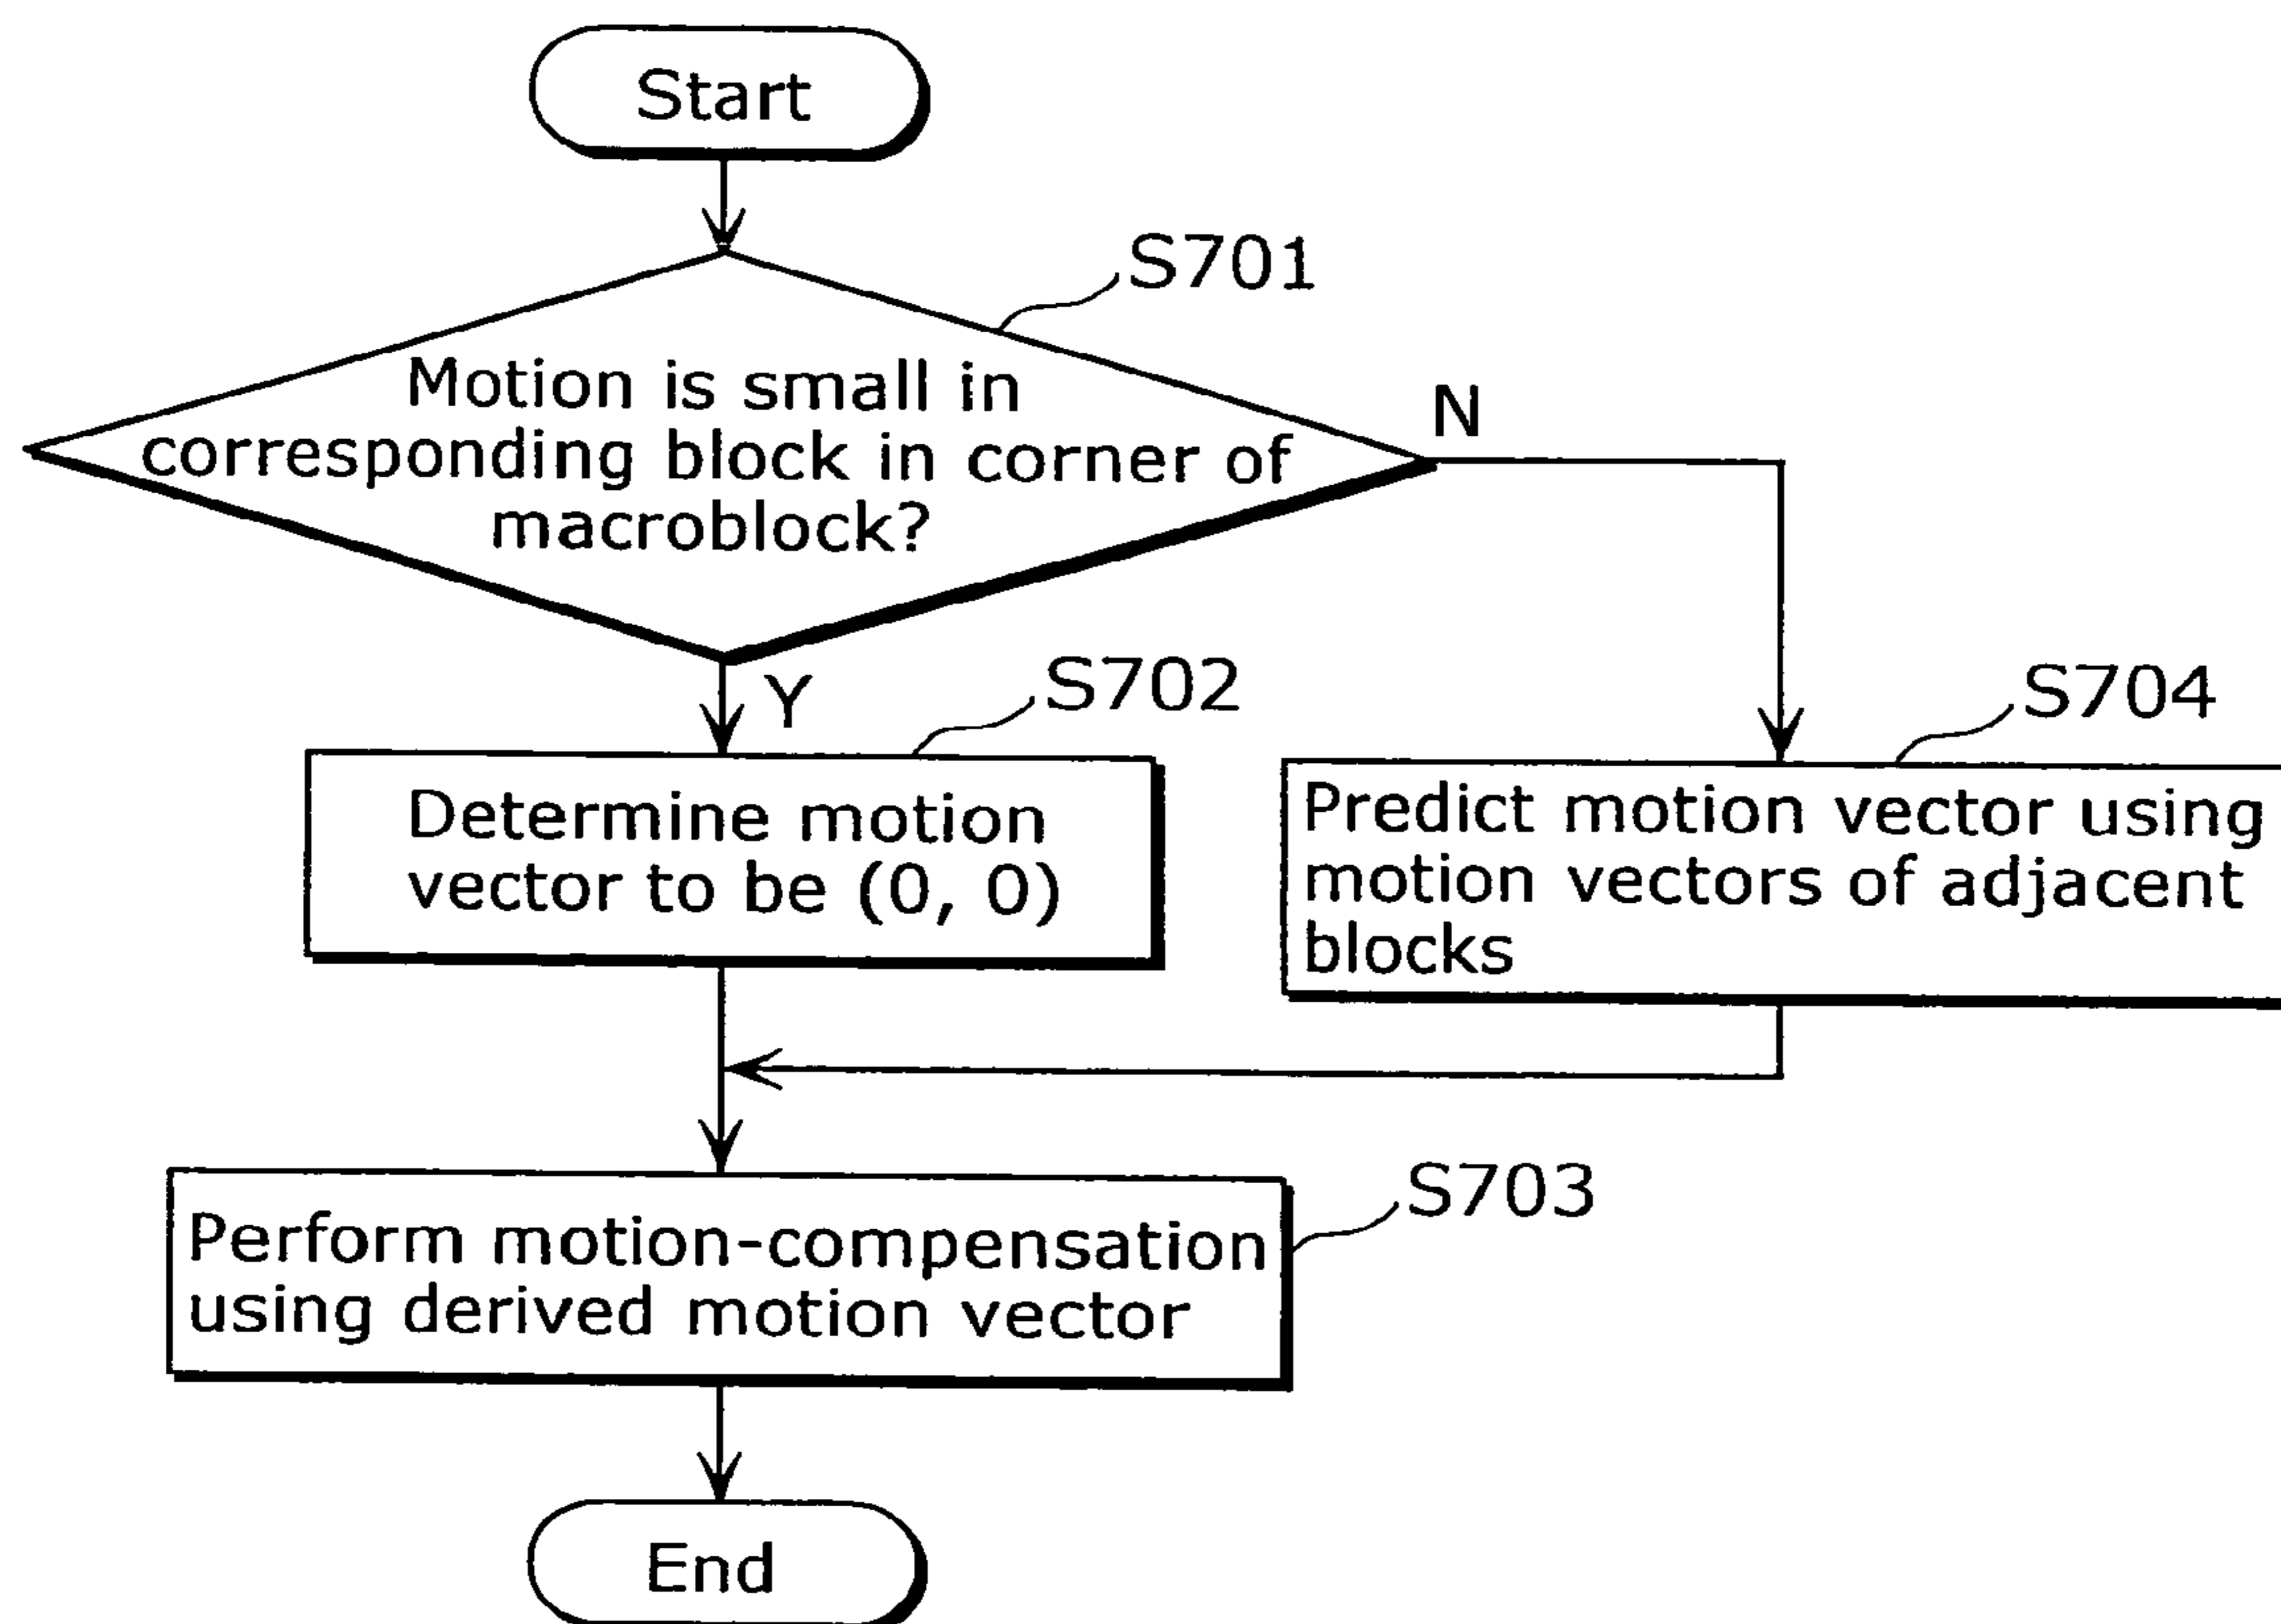 Start
S701
Motion is small in
corresponding block in corner of
macroblock?
N
Y
S702
S704
Determine motion
vector to be (0, 0)
Predict motion vector using
motion vectors of adjacent
blocks
S703
Perform motion-compensation
using derived motion vector
End